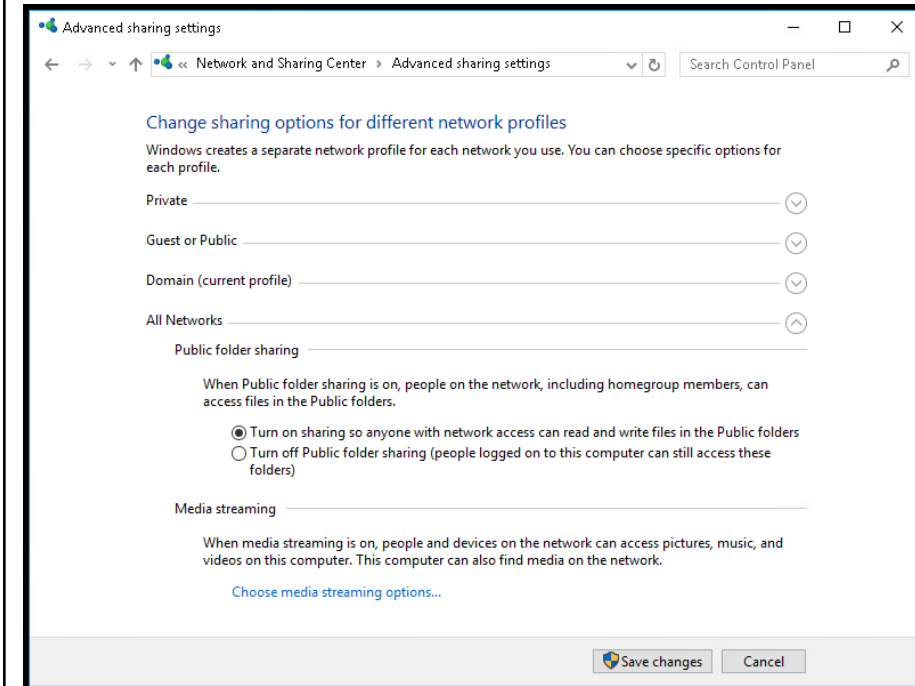 Advanced sharing settings
« Network and Sharing Center › Advanced sharing settings
Search Control Panel
Change sharing options for different network profiles
Windows creates a separate network profile for each network you use. You can choose specific options for
each profile.
Private
Guest or Public
Domain (current profile)
All Networks
Public folder sharing
When Public folder sharing is on, people on the network, including homegroup members, can
access files in the Public folders.
Turn on sharing so anyone with network access can read and write files in the Public folders
Turn off Public folder sharing (people logged on to this computer can still access these
folders)
Media streaming
When media streaming is on, people and devices on the network can access pictures, music, and
videos on this computer. This computer can also find media on the network.
Choose media streaming options...
Save changes
Cancel